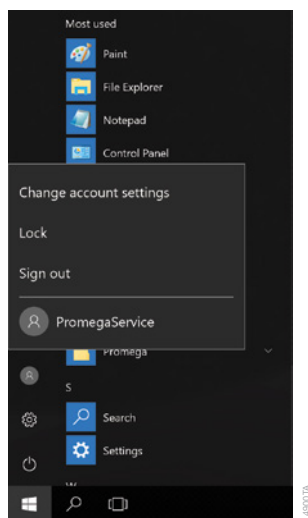 Most used
Paint
File Explorer
Notepad
Control Panel
Change account settings
Lock
Sign out
PromegaService
Promega
S
Search
Settings
W